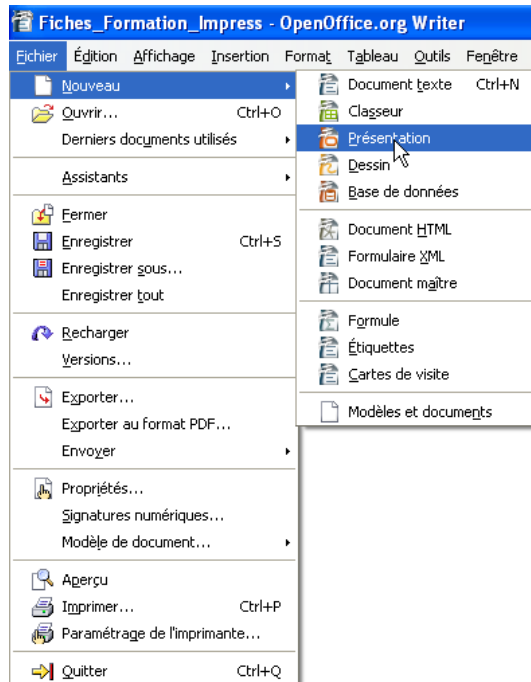 Fiches_Formation_Impress - OpenOffice.org Writer
Fichier Édition Affichage Insertion Format Tableau Outils Fenêtre
Nouveau
Ouvrir... Ctrl+O
Derniers documents utilisés
Assistants
Fermer
Enregistrer Ctrl+S
Enregistrer sous...
Enregistrer tout
Recharger
Versions...
Exporter...
Exporter au format PDF...
Envoyer
Propriétés...
Signatures numériques...
Modèle de document...
Aperçu
Imprimer... Ctrl+P
Paramétrage de l'imprimante...
Quitter Ctrl+Q
Document texte Ctrl+N
Classeur
Présentation
Dessin
Base de données
Document HTML
Formulaire XML
Document maître
Formule
Étiquettes
Cartes de visite
Modèles et documents